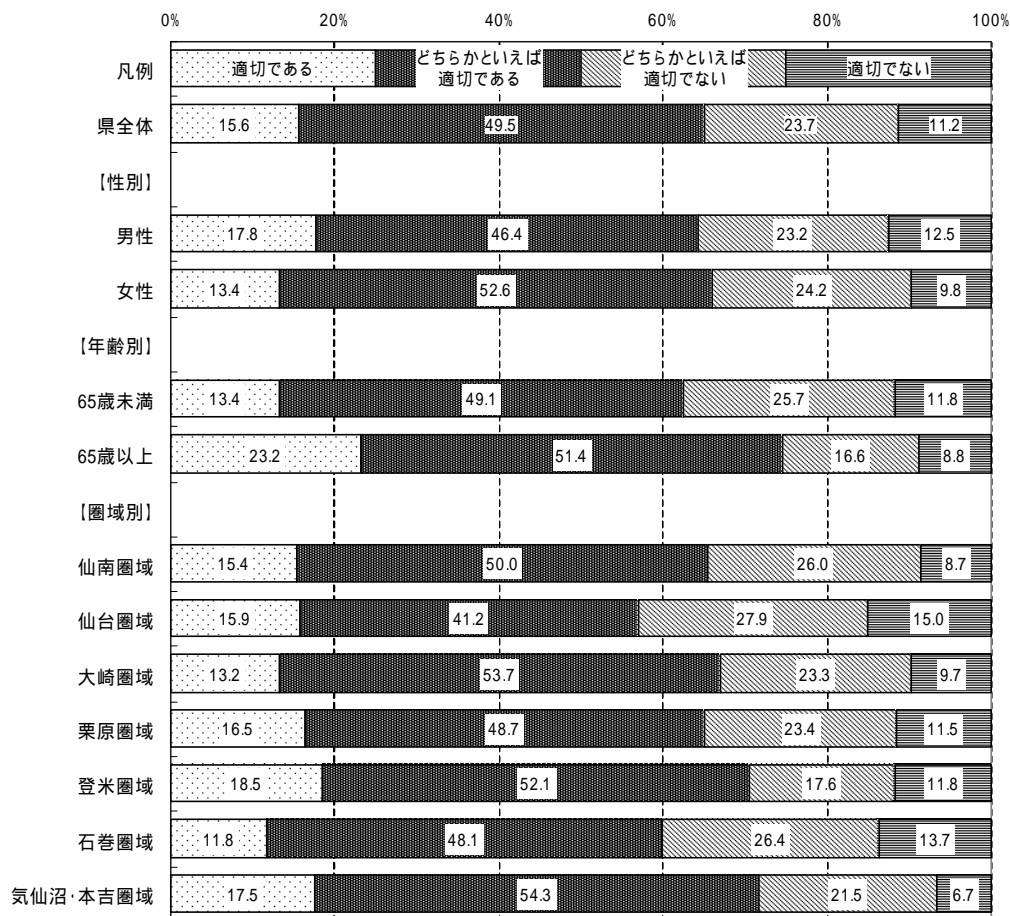 0% 20% 40% 60% 80% 100%
凡例 適切である どちらかといえば 適切である どちらかといえば 適切でない 適切でない
県全体 15.6 49.5 23.7 11.2
【性別】
男性 17.8 46.4 23.2 12.5
女性 13.4 52.6 24.2 9.8
【年齢別】
65歳未満 13.4 49.1 25.7 11.8
65歳以上 23.2 51.4 16.6 8.8
【圏域別】
仙南圏域 15.4 50.0 26.0 8.7
仙台圏域 15.9 41.2 27.9 15.0
大崎圏域 13.2 53.7 23.3 9.7
栗原圏域 16.5 48.7 23.4 11.5
登米圏域 18.5 52.1 17.6 11.8
石巻圏域 11.8 48.1 26.4 13.7
気仙沼・本吉圏域 17.5 54.3 21.5 6.7